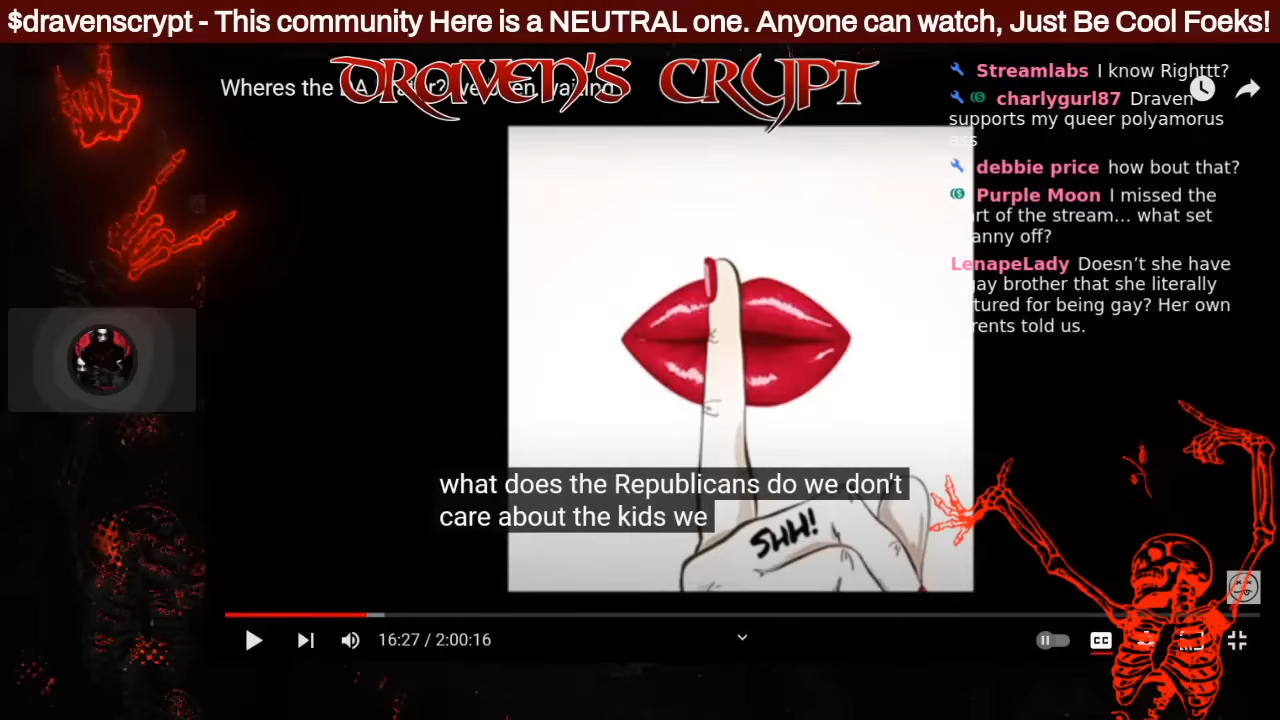 $dravenscrypt - This community Here is a NEUTRAL one. Anyone can watch, Just Be Cool Foeks!
DRAVEN'S CRYPT
Wheres the
Streamlabs I know Righttt?
charlygurl87 Draven
supports my queer polyamorus
ass
debbie price how bout that?
Purple Moon I missed the
of the stream… what set
off?
LenapeLady Doesn’t she have
gay brother that she literally
for being gay? Her own
told us.
what does the Republicans do we don't
care about the kids we
SHH!
16:27 / 2:00:16
CC